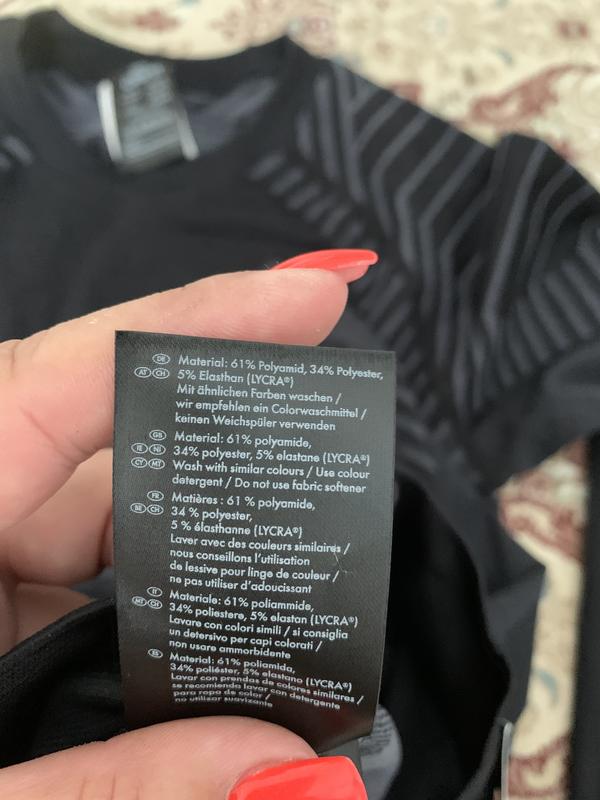 DE Material: 61% Polyamid, 34% Polyester,
AT CH 5% Elasthan (LYCRA®)
Mit ähnlichen Farben waschen /
wir empfehlen ein Colorwaschmittel /
keinen Weichspüler verwenden
GB Material: 61% polyamide,
IE NI 34% polyester, 5% elastane (LYCRA®)
CY MT Wash with similar colours / Use colour
detergent / Do not use fabric softener
FR Matières : 61 % polyamide,
BE CH 34 % polyester,
5 % élasthanne (LYCRA®)
Laver avec des couleurs similaires /
nous conseillons l'utilisation
de lessive pour linge de couleur /
ne pas utiliser d'adoucissant
IT Materiale: 61% poliammide,
MT CH 34% poliestere, 5% elastan (LYCRA®)
Lavare con colori simili / si consiglia
un detersivo per capi colorati /
non usare ammorbidente
ES Material: 61% poliamida,
34% poliéster, 5% elastano (LYCRA®)
Lavar con prendas de colores similares /
se recomienda lavar con detergente
para ropa de color /
no utilizar suavizante